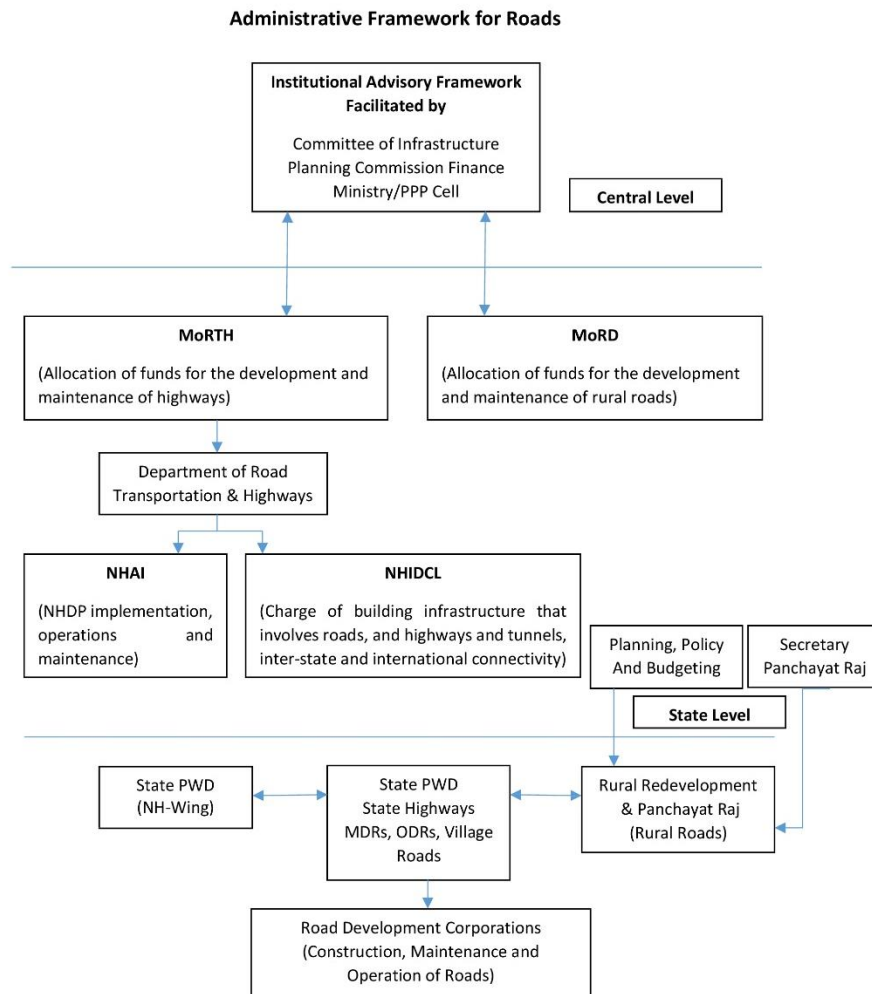 Administrative Framework for Roads
Institutional Advisory Framework
Facilitated by
Committee of Infrastructure
Planning Commission Finance
Ministry/PPP Cell
Central Level
MoRTH
(Allocation of funds for the development and
maintenance of highways)
MoRD
(Allocation of funds for the development
and maintenance of rural roads)
Department of Road
Transportation & Highways
NHAI
(NHDP implementation,
operations and
maintenance)
NHIDCL
(Charge of building infrastructure that
involves roads, and highways and tunnels,
inter-state and international connectivity)
Planning, Policy
And Budgeting
Secretary
Panchayat Raj
State Level
State PWD
(NH-Wing)
State PWD
State Highways
MDRs, ODRs, Village
Roads
Rural Redevelopment
& Panchayat Raj
(Rural Roads)
Road Development Corporations
(Construction, Maintenance and
Operation of Roads)